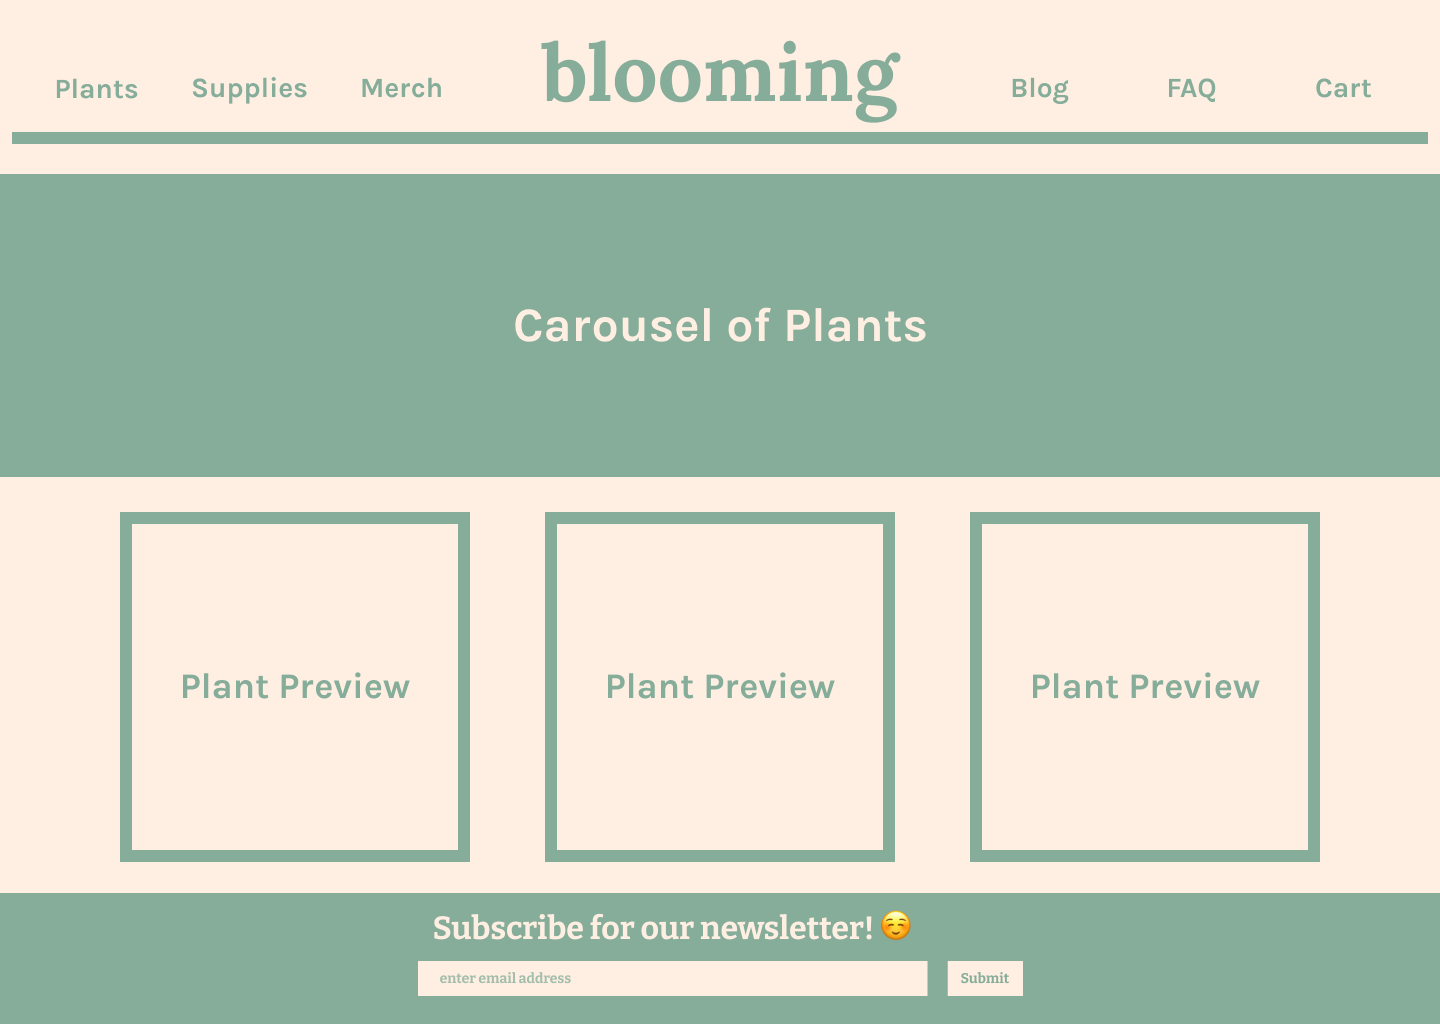 Plants Supplies Merch blooming Blog FAQ Cart
Carousel of Plants
Plant Preview Plant Preview Plant Preview
Subscribe for our newsletter! ☺️
enter email address Submit